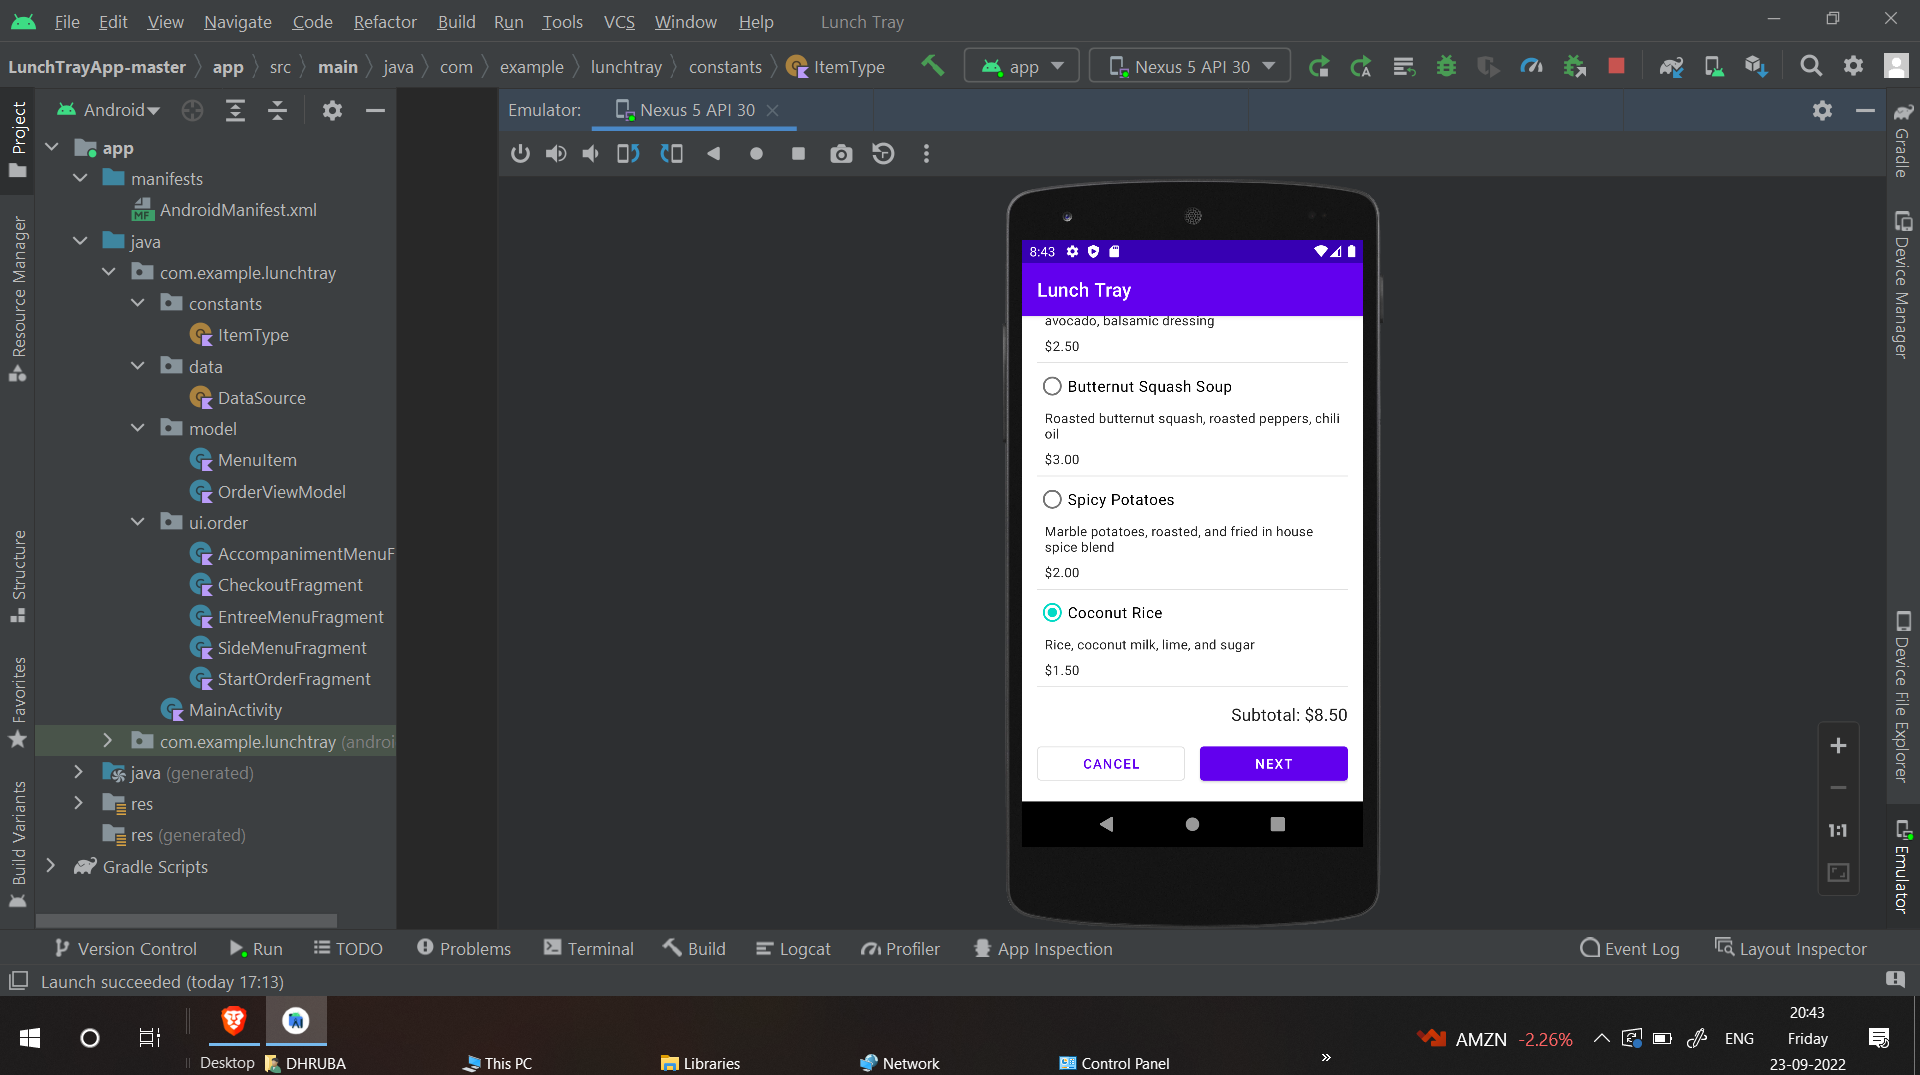 File Edit View Navigate Code Refactor Build Run Tools VCS Window Help Lunch Tray
LunchTrayApp-master app src main java com example lunchtray constants ItemType app Nexus 5 API 30
Project
Android
Emulator: Nexus 5 API 30
Gradle
app
manifests
MF AndroidManifest.xml
java
com.example.lunchtray
constants
ItemType
data
DataSource
model
MenuItem
OrderViewModel
ui.order
AccompanimentMenuF
CheckoutFragment
EntreeMenuFragment
SideMenuFragment
StartOrderFragment
MainActivity
com.example.lunchtray (androi
java (generated)
res
res (generated)
Gradle Scripts
Resource Manager
Structure
Favorites
Build Variants
8:43
Lunch Tray
avocado, balsamic dressing
$2.50
Butternut Squash Soup
Roasted butternut squash, roasted peppers, chili
oil
$3.00
Spicy Potatoes
Marble potatoes, roasted, and fried in house
spice blend
$2.00
Coconut Rice
Rice, coconut milk, lime, and sugar
$1.50
Subtotal: $8.50
CANCEL NEXT
1:1
Device Manager
Device File Explorer
Emulator
Version Control Run TODO Problems Terminal Build Logcat Profiler App Inspection Event Log Layout Inspector
Launch succeeded (today 17:13)
AMZN -2.26% ENG
20:43
Friday
23-09-2022
Desktop DHRUBA This PC Libraries Network Control Panel »